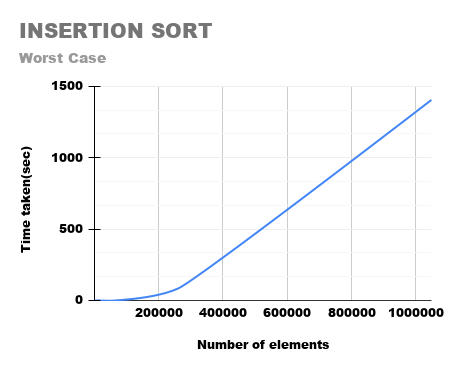 INSERTION SORT
Worst Case
1500
1000
500
0
Time taken(sec)
200000 400000 600000 800000 1000000
Number of elements